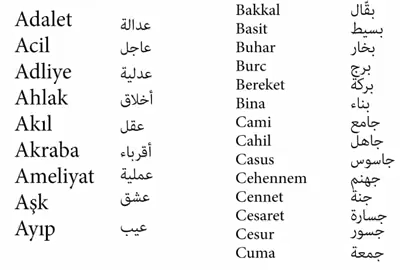 Adalet عدالة
Acil عاجل
Adliye عدلية
Ahlak أخلاق
Akıl عقل
Akraba أقرباء
Ameliyat عملية
Aşk عشق
Ayıp عيب
Bakkal بقّال
Basit بسيط
Buhar بخار
Burc برج
Bereket بركة
Bina بناء
Cami جامع
Cahil جاهل
Casus جاسوس
Cehennem جهنم
Cennet جنة
Cesaret جسارة
Cesur جسور
Cuma جمعة